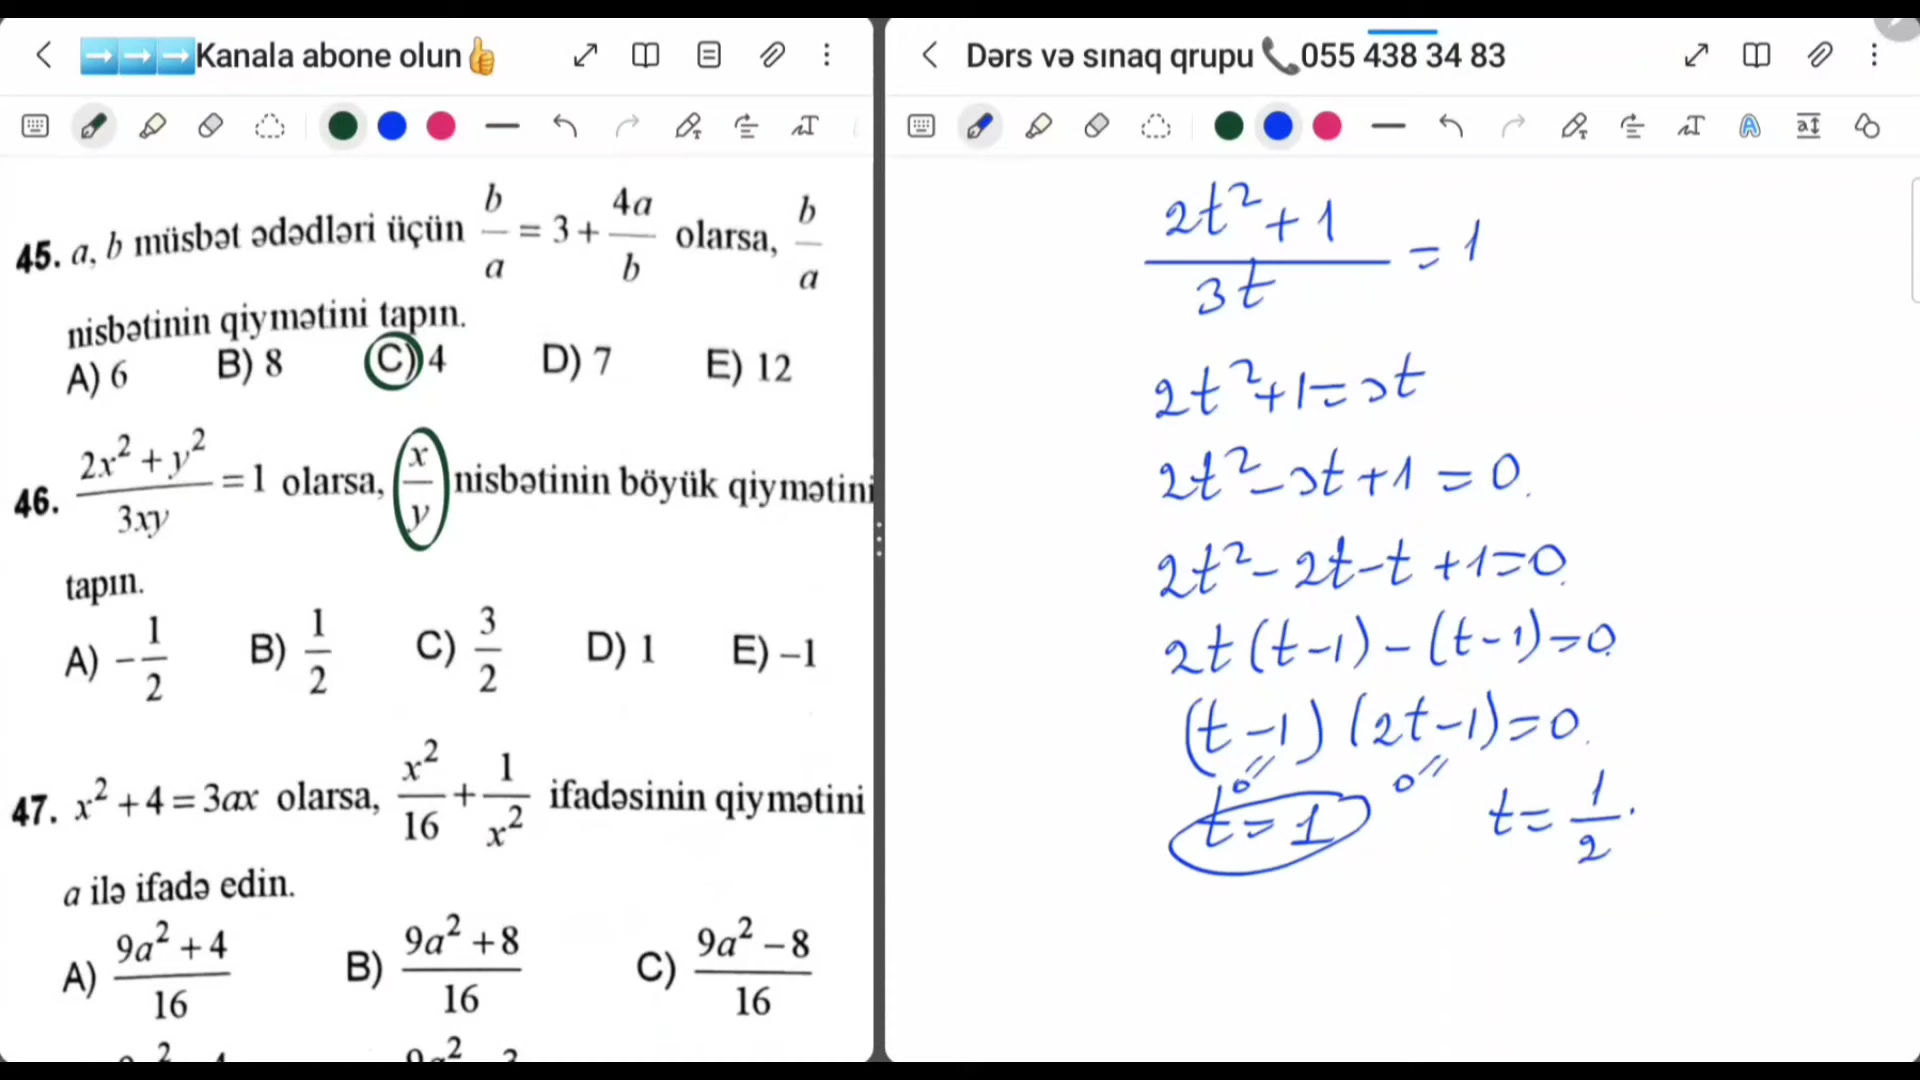 ➡️➡️➡️Kanala abone olun👍
45. a, b müsbət ədədləri üçün b/a = 3 + 4a/b olarsa, b/a
nisbətinin qiymətini tapın.
A) 6 B) 8 C) 4 D) 7 E) 12
46. (2x² + y²)/(3xy) = 1 olarsa, x/y nisbətinin böyük qiymətini
tapın.
A) −1/2 B) 1/2 C) 3/2 D) 1 E) −1
47. x² + 4 = 3ax olarsa, x²/16 + 1/x² ifadəsinin qiymətini
a ilə ifadə edin.
A) (9a² + 4)/16 B) (9a² + 8)/16 C) (9a² − 8)/16
Dərs və sınaq qrupu 📞055 438 34 83
(2t² + 1)/(3t) = 1
2t² + 1 = 3t
2t² − 3t + 1 = 0
2t² − 2t − t + 1 = 0
2t(t − 1) − (t − 1) = 0
(t − 1)(2t − 1) = 0
0 0
t = 1 t = 1/2